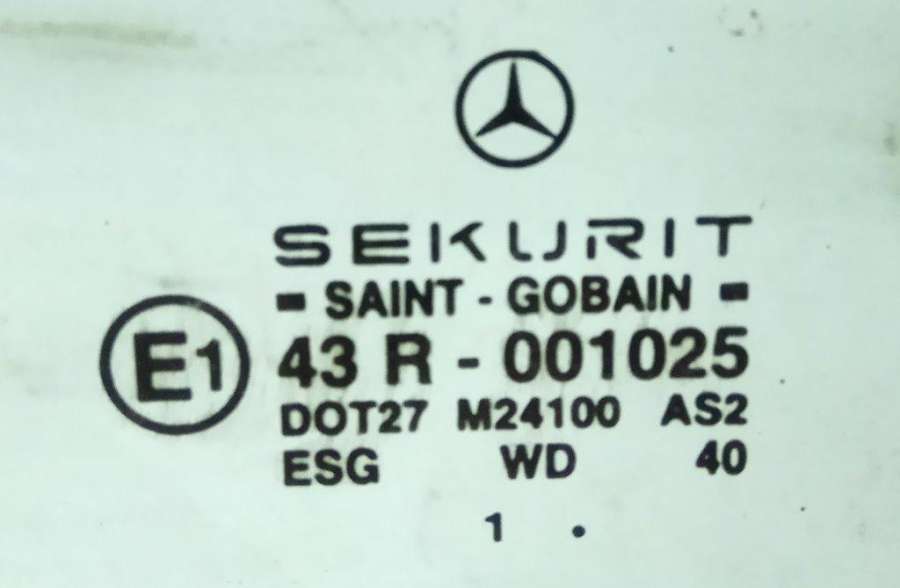 SEKURIT
- SAINT - GOBAIN -
E1
43 R - 001025
DOT27 M24100 AS2
ESG WD 40
1 .